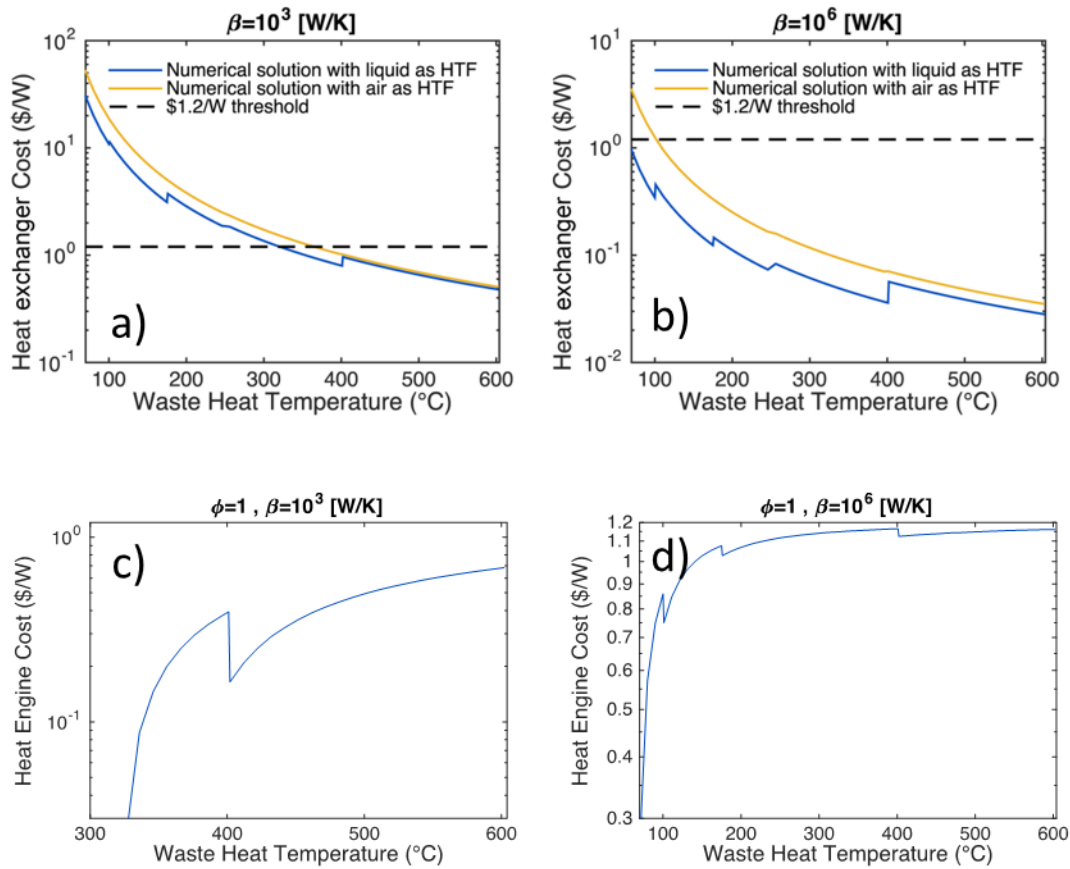 β=10³ [W/K]
Heat exchanger Cost ($/W)
10²
10¹
10⁰
10⁻¹
Numerical solution with liquid as HTF
Numerical solution with air as HTF
$1.2/W threshold
a)
100 200 300 400 500 600
Waste Heat Temperature (°C)
β=10⁶ [W/K]
Heat exchanger Cost ($/W)
10¹
10⁰
10⁻¹
10⁻²
Numerical solution with liquid as HTF
Numerical solution with air as HTF
$1.2/W threshold
b)
100 200 300 400 500 600
Waste Heat Temperature (°C)
ϕ=1 , β=10³ [W/K]
Heat Engine Cost ($/W)
10⁰
10⁻¹
c)
300 400 500 600
Waste Heat Temperature (°C)
ϕ=1 , β=10⁶ [W/K]
Heat Engine Cost ($/W)
1.2
1.1
1
0.9
0.8
0.7
0.6
0.5
0.4
0.3
d)
100 200 300 400 500 600
Waste Heat Temperature (°C)